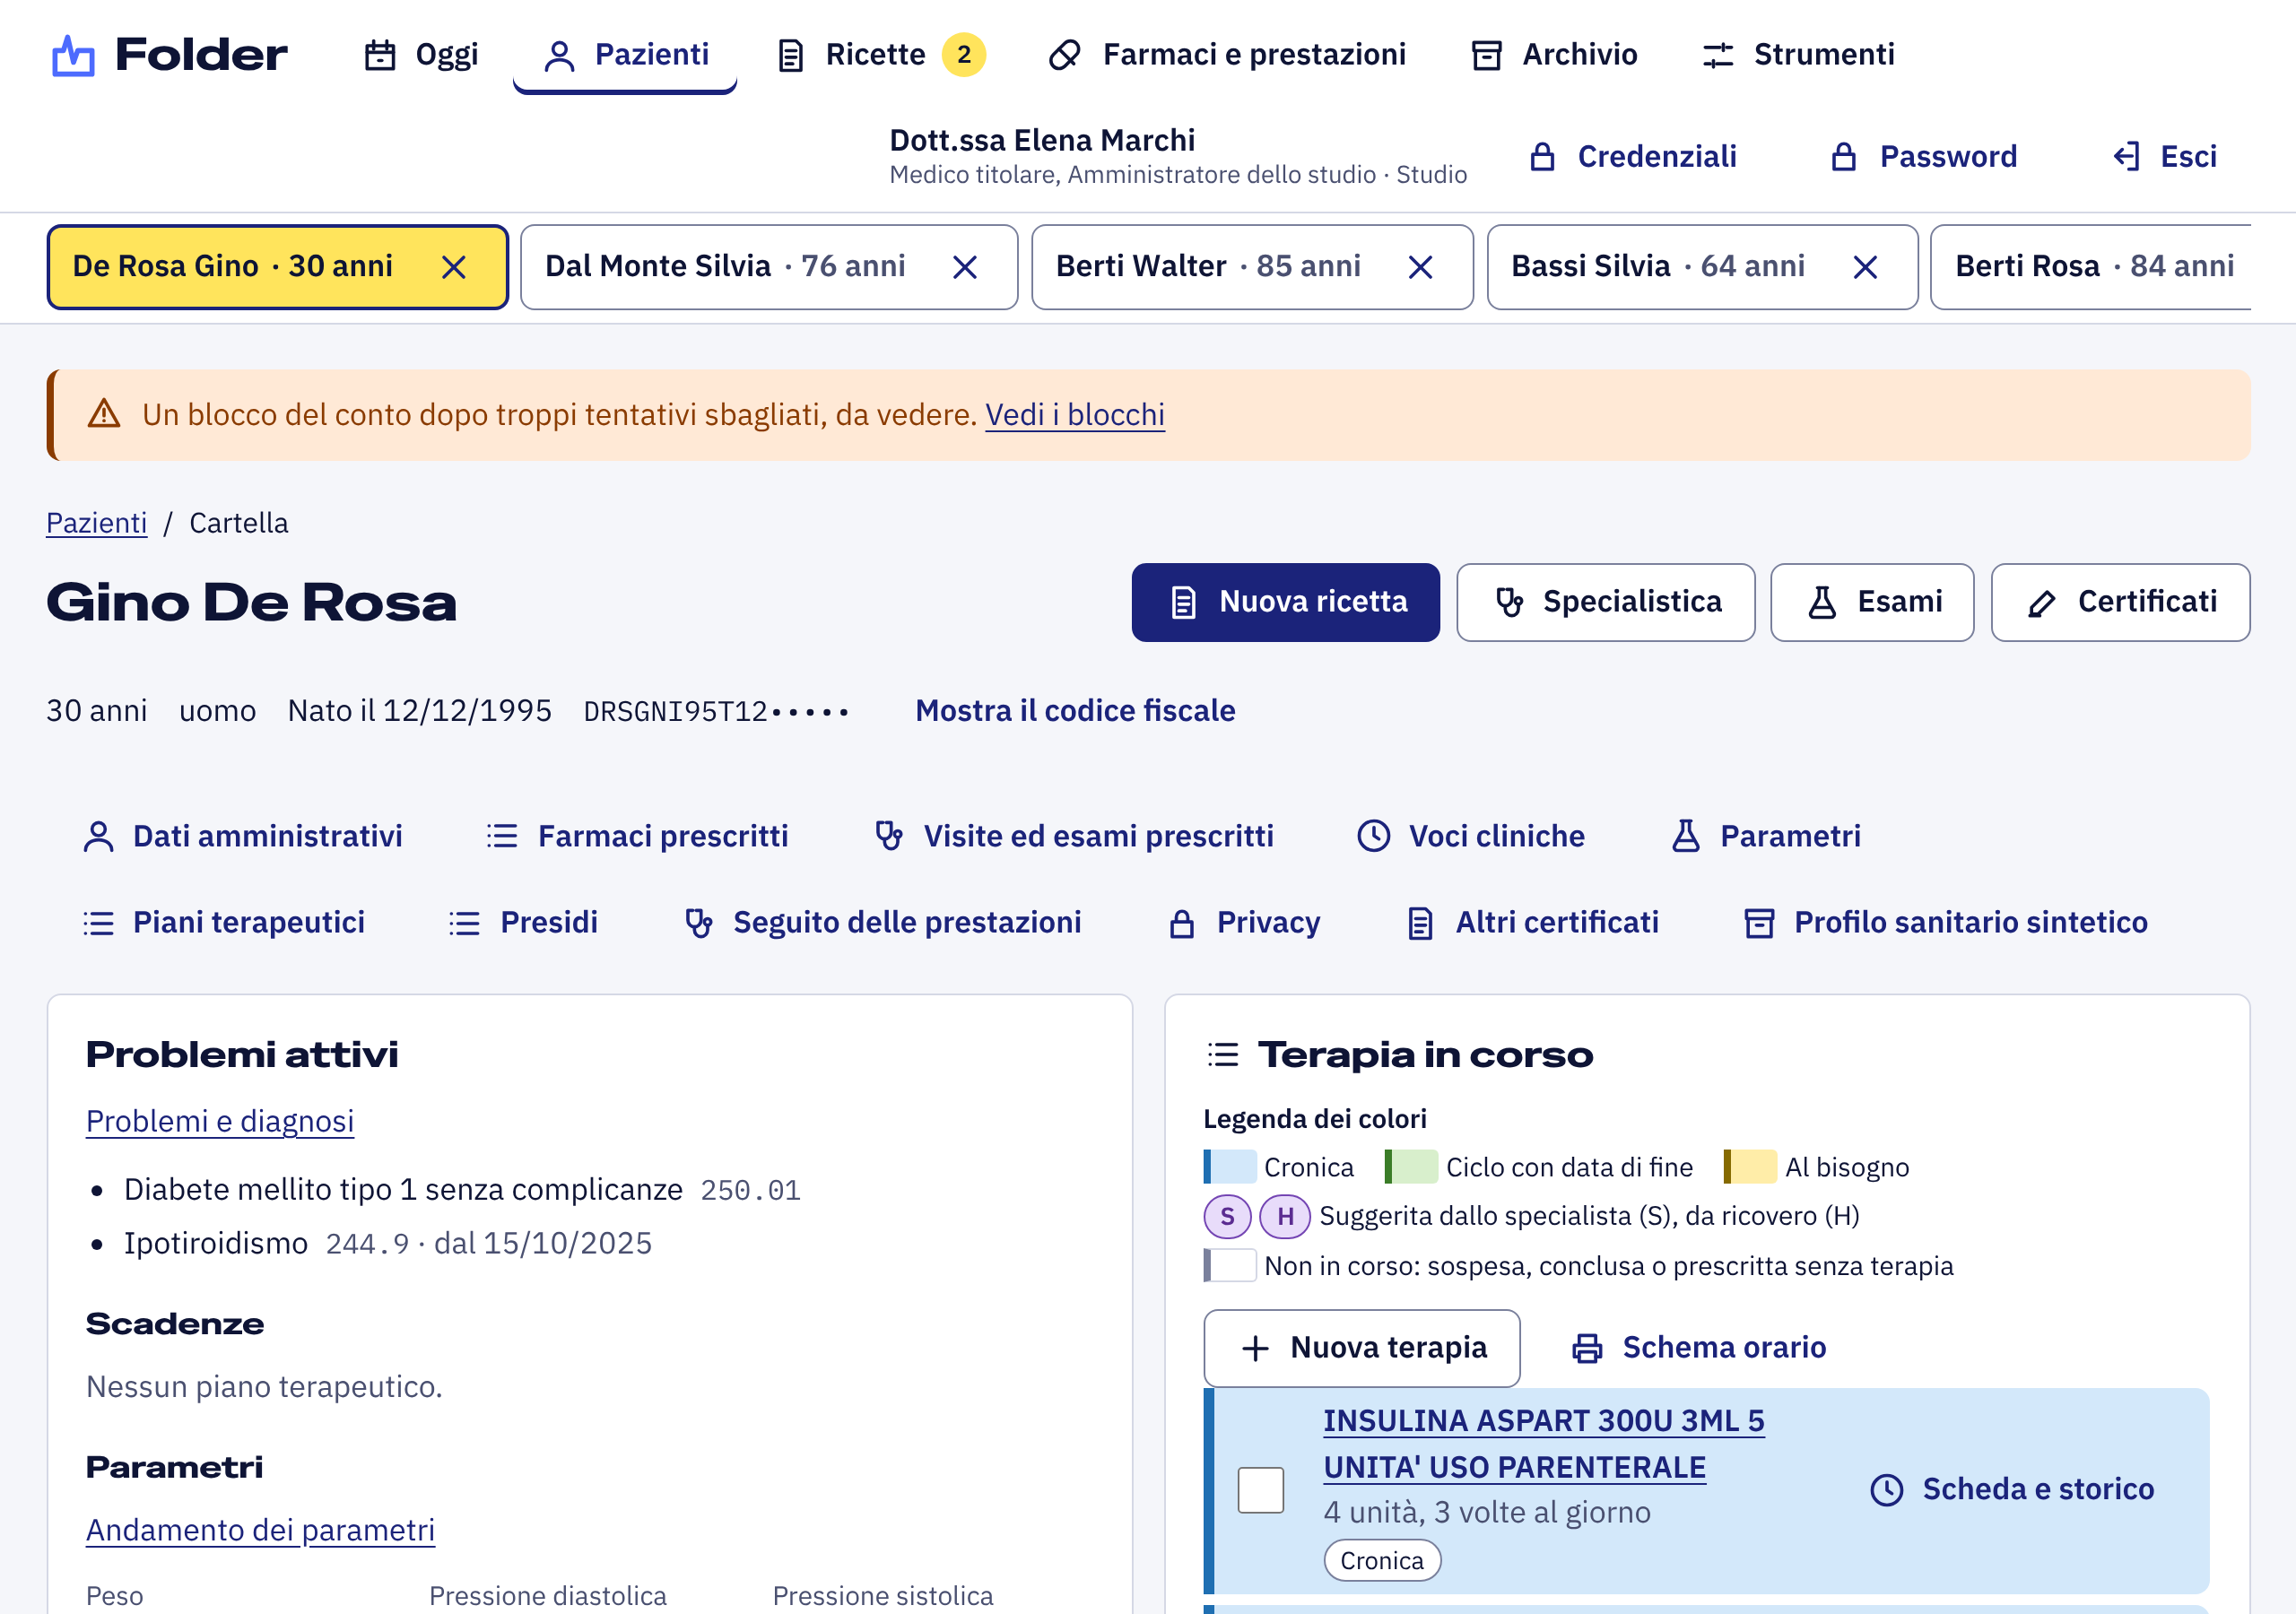 Folder
Oggi
Pazienti
Ricette 2
Farmaci e prestazioni
Archivio
Strumenti
Dott.ssa Elena Marchi
Medico titolare, Amministratore dello studio · Studio
Credenziali
Password
Esci
De Rosa Gino · 30 anni
Dal Monte Silvia · 76 anni
Berti Walter · 85 anni
Bassi Silvia · 64 anni
Berti Rosa · 84 anni
Un blocco del conto dopo troppi tentativi sbagliati, da vedere. Vedi i blocchi
Pazienti / Cartella
Gino De Rosa
Nuova ricetta
Specialistica
Esami
Certificati
30 anni uomo Nato il 12/12/1995 DRSGNI95T12••••• Mostra il codice fiscale
Dati amministrativi
Farmaci prescritti
Visite ed esami prescritti
Voci cliniche
Parametri
Piani terapeutici
Presidi
Seguito delle prestazioni
Privacy
Altri certificati
Profilo sanitario sintetico
Problemi attivi
Problemi e diagnosi
• Diabete mellito tipo 1 senza complicanze 250.01
• Ipotiroidismo 244.9 · dal 15/10/2025
Scadenze
Nessun piano terapeutico.
Parametri
Andamento dei parametri
Peso
Pressione diastolica
Pressione sistolica
Terapia in corso
Legenda dei colori
Cronica
Ciclo con data di fine
Al bisogno
S H Suggerita dallo specialista (S), da ricovero (H)
Non in corso: sospesa, conclusa o prescritta senza terapia
Nuova terapia
Schema orario
INSULINA ASPART 300U 3ML 5
UNITA' USO PARENTERALE
4 unità, 3 volte al giorno
Cronica
Scheda e storico